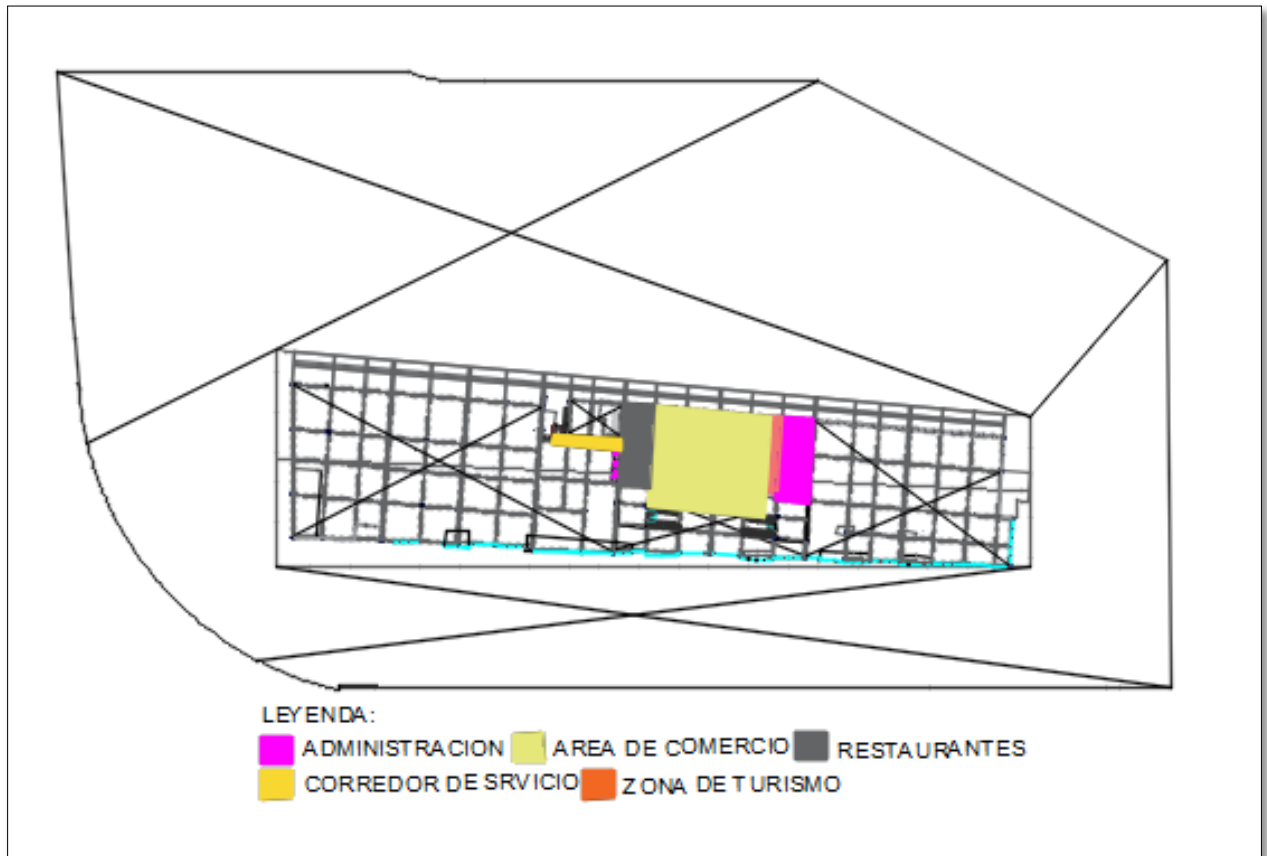 LEYENDA:
ADMINISTRACION AREA DE COMERCIO RESTAURANTES
CORREDOR DE SRVICIO ZONA DE TURISMO